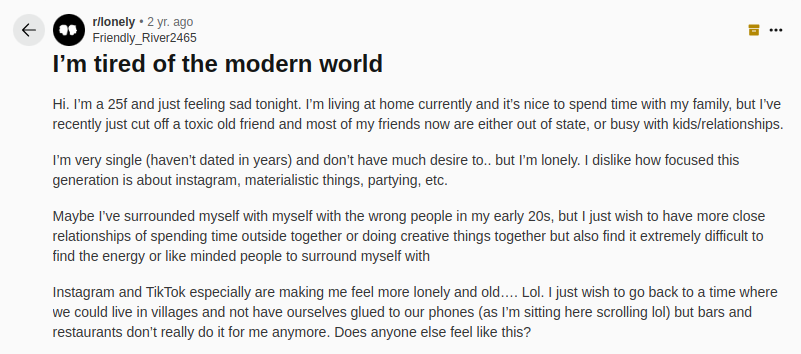 r/lonely • 2 yr. ago
Friendly_River2465
I’m tired of the modern world
Hi. I’m a 25f and just feeling sad tonight. I’m living at home currently and it’s nice to spend time with my family, but I’ve
recently just cut off a toxic old friend and most of my friends now are either out of state, or busy with kids/relationships.
I’m very single (haven’t dated in years) and don’t have much desire to.. but I’m lonely. I dislike how focused this
generation is about instagram, materialistic things, partying, etc.
Maybe I’ve surrounded myself with myself with the wrong people in my early 20s, but I just wish to have more close
relationships of spending time outside together or doing creative things together but also find it extremely difficult to
find the energy or like minded people to surround myself with
Instagram and TikTok especially are making me feel more lonely and old…. Lol. I just wish to go back to a time where
we could live in villages and not have ourselves glued to our phones (as I’m sitting here scrolling lol) but bars and
restaurants don’t really do it for me anymore. Does anyone else feel like this?